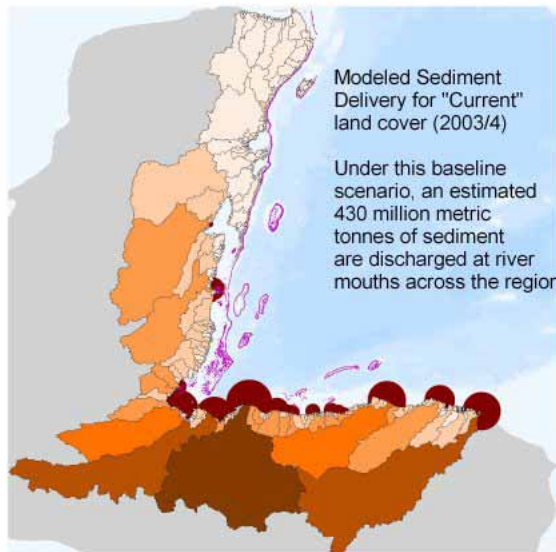 Modeled Sediment
Delivery for "Current"
land cover (2003/4)
Under this baseline
scenario, an estimated
430 million metric
tonnes of sediment
are discharged at river
mouths across the region